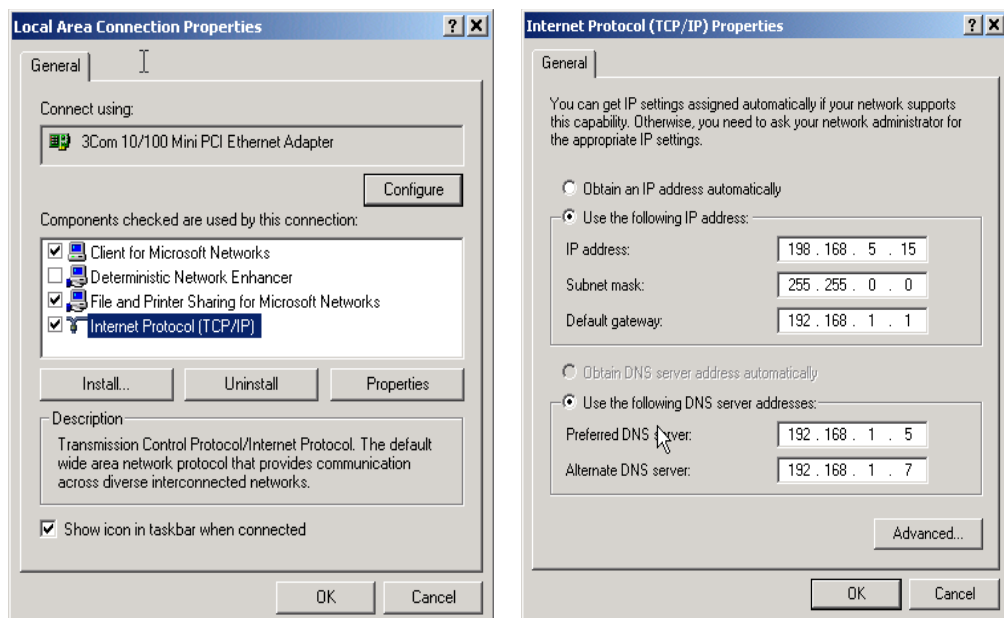 Local Area Connection Properties
General
Connect using:
3Com 10/100 Mini PCI Ethernet Adapter
Configure
Components checked are used by this connection:
Client for Microsoft Networks
Deterministic Network Enhancer
File and Printer Sharing for Microsoft Networks
Internet Protocol (TCP/IP)
Install...
Uninstall
Properties
Description
Transmission Control Protocol/Internet Protocol. The default
wide area network protocol that provides communication
across diverse interconnected networks.
Show icon in taskbar when connected
OK
Cancel
Internet Protocol (TCP/IP) Properties
General
You can get IP settings assigned automatically if your network supports
this capability. Otherwise, you need to ask your network administrator for
the appropriate IP settings.
Obtain an IP address automatically
Use the following IP address:
IP address: 198 . 168 . 5 . 15
Subnet mask: 255 . 255 . 0 . 0
Default gateway: 192 . 168 . 1 . 1
Obtain DNS server address automatically
Use the following DNS server addresses:
Preferred DNS server: 192 . 168 . 1 . 5
Alternate DNS server: 192 . 168 . 1 . 7
Advanced...
OK
Cancel